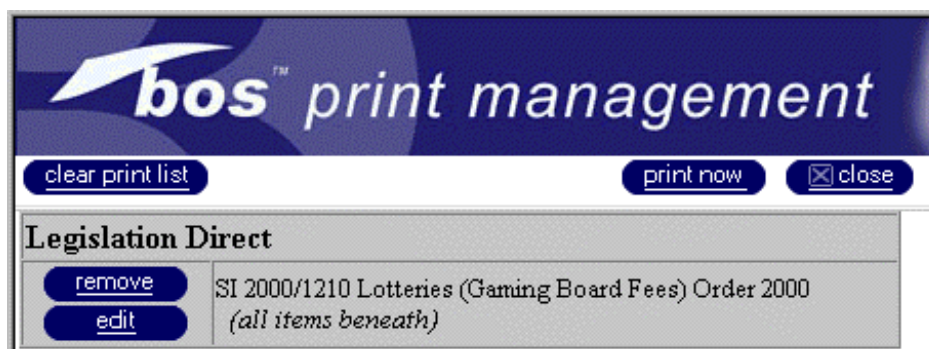 bos™ print management
clear print list print now close
Legislation Direct
remove SI 2000/1210 Lotteries (Gaming Board Fees) Order 2000
edit (all items beneath)